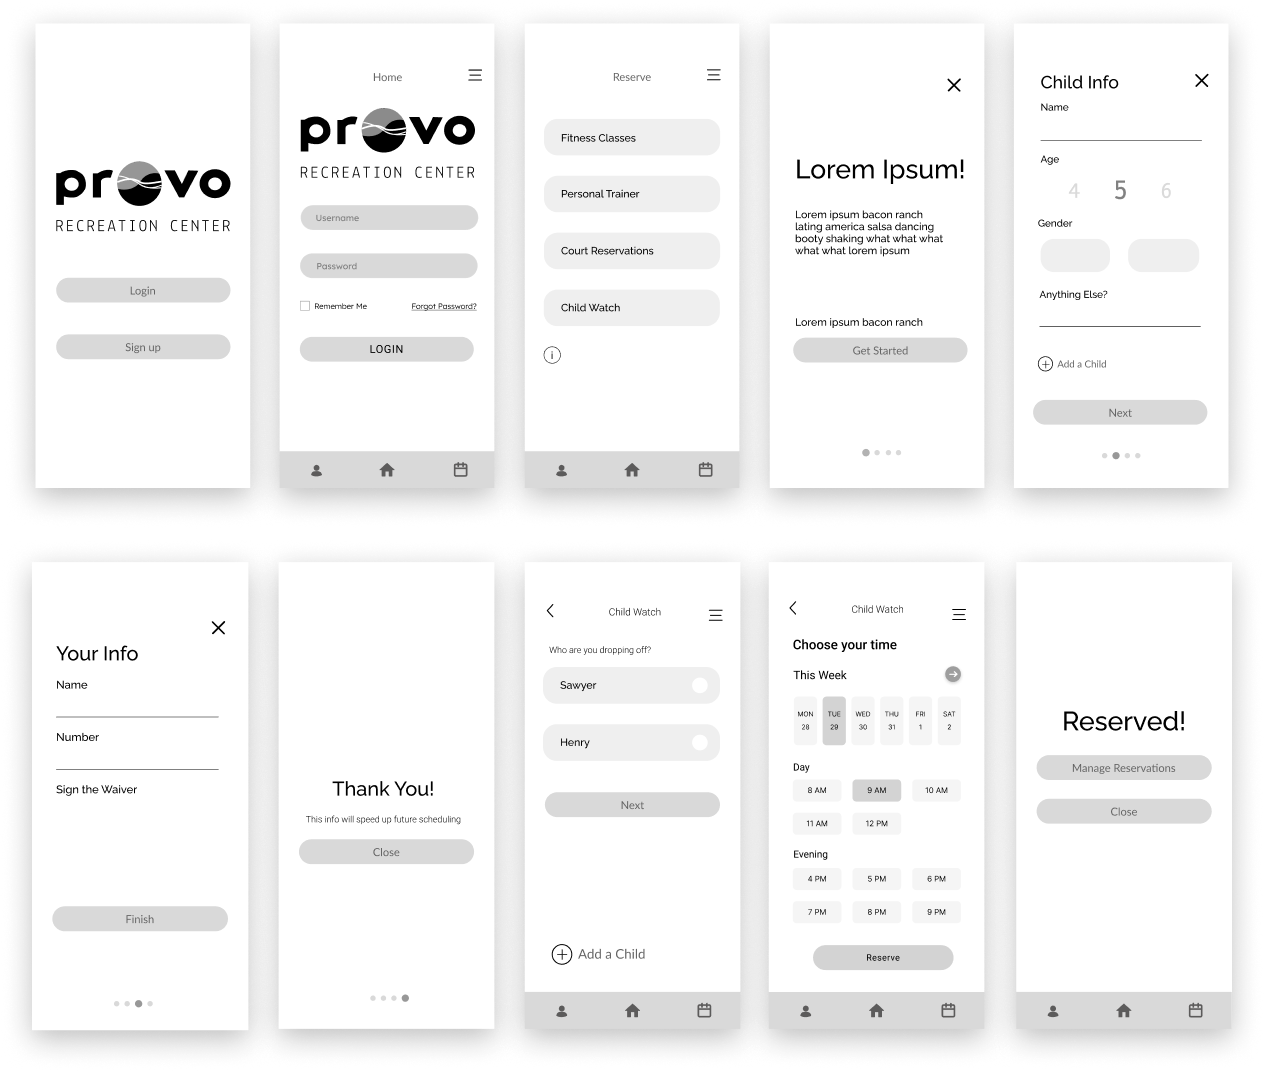 provo
RECREATION CENTER
Login
Sign up
Home
provo
RECREATION CENTER
Username
Password
Remember Me
Forgot Password?
LOGIN
Reserve
Fitness Classes
Personal Trainer
Court Reservations
Child Watch
i
Lorem Ipsum!
Lorem ipsum bacon ranch
lating america salsa dancing
booty shaking what what what
what what lorem ipsum
Lorem ipsum bacon ranch
Get Started
Child Info
Name
Age
4 5 6
Gender
Anything Else?
Add a Child
Next
Your Info
Name
Number
Sign the Waiver
Finish
Thank You!
This info will speed up future scheduling
Close
Child Watch
Who are you dropping off?
Sawyer
Henry
Next
Add a Child
Child Watch
Choose your time
This Week
MON TUE WED THU FRI SAT
28 29 30 31 1 2
Day
8 AM 9 AM 10 AM
11 AM 12 PM
Evening
4 PM 5 PM 6 PM
7 PM 8 PM 9 PM
Reserve
Reserved!
Manage Reservations
Close